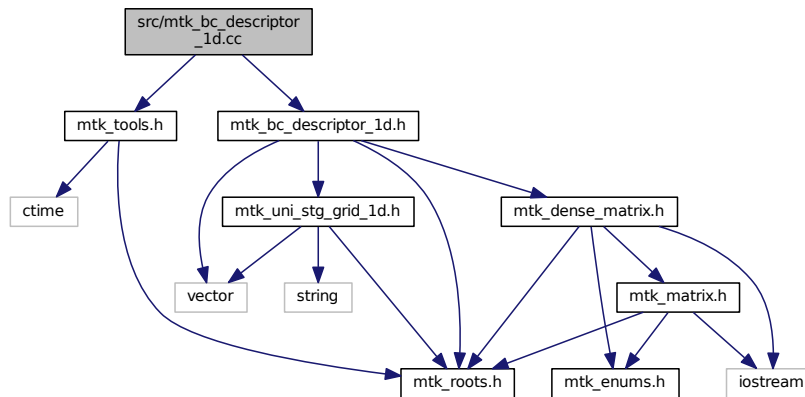 src/mtk_bc_descriptor
_1d.cc
mtk_tools.h
mtk_bc_descriptor_1d.h
ctime
mtk_uni_stg_grid_1d.h
mtk_dense_matrix.h
vector
string
mtk_matrix.h
mtk_roots.h
mtk_enums.h
iostream